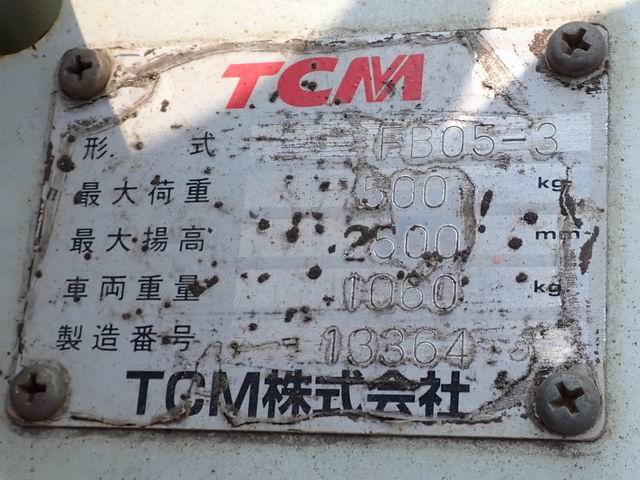 TCM
形 式 FB05-3
最大荷重 500 kg
最大揚高 2500 mm
車両重量 1060 kg
製造番号 13364
TCM株式会社